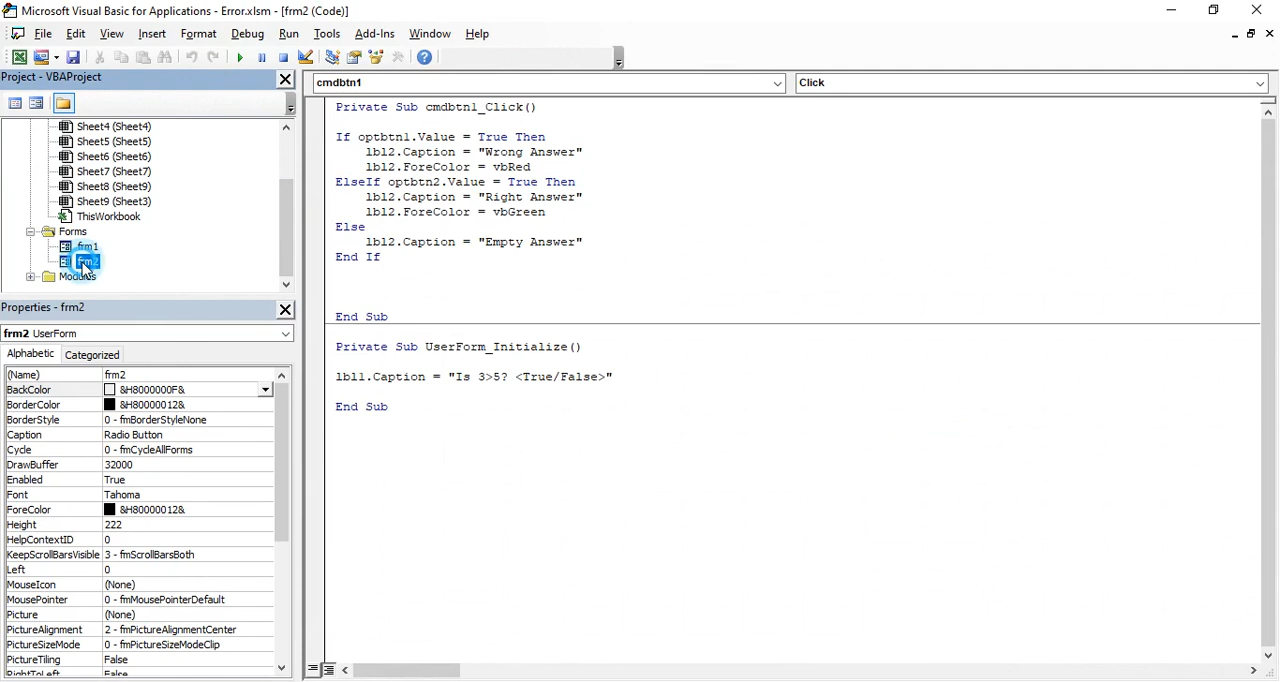 Microsoft Visual Basic for Applications - Error.xlsm - [frm2 (Code)]
File Edit View Insert Format Debug Run Tools Add-Ins Window Help
Project - VBAProject
Sheet4 (Sheet4)
Sheet5 (Sheet5)
Sheet6 (Sheet6)
Sheet7 (Sheet7)
Sheet8 (Sheet9)
Sheet9 (Sheet3)
ThisWorkbook
Forms
frm1
frm2
Modules
Properties - frm2
frm2 UserForm
Alphabetic Categorized
(Name) frm2
BackColor &H8000000F&
BorderColor &H80000012&
BorderStyle 0 - fmBorderStyleNone
Caption Radio Button
Cycle 0 - fmCycleAllForms
DrawBuffer 32000
Enabled True
Font Tahoma
ForeColor &H80000012&
Height 222
HelpContextID 0
KeepScrollBarsVisible 3 - fmScrollBarsBoth
Left 0
MouseIcon (None)
MousePointer 0 - fmMousePointerDefault
Picture (None)
PictureAlignment 2 - fmPictureAlignmentCenter
PictureSizeMode 0 - fmPictureSizeModeClip
PictureTiling False
RightToLeft False
cmdbtn1 Click
Private Sub cmdbtn1_Click()
If optbtn1.Value = True Then
lbl2.Caption = "Wrong Answer"
lbl2.ForeColor = vbRed
ElseIf optbtn2.Value = True Then
lbl2.Caption = "Right Answer"
lbl2.ForeColor = vbGreen
Else
lbl2.Caption = "Empty Answer"
End If
End Sub
Private Sub UserForm_Initialize()
lbl1.Caption = "Is 3>5? <True/False>"
End Sub